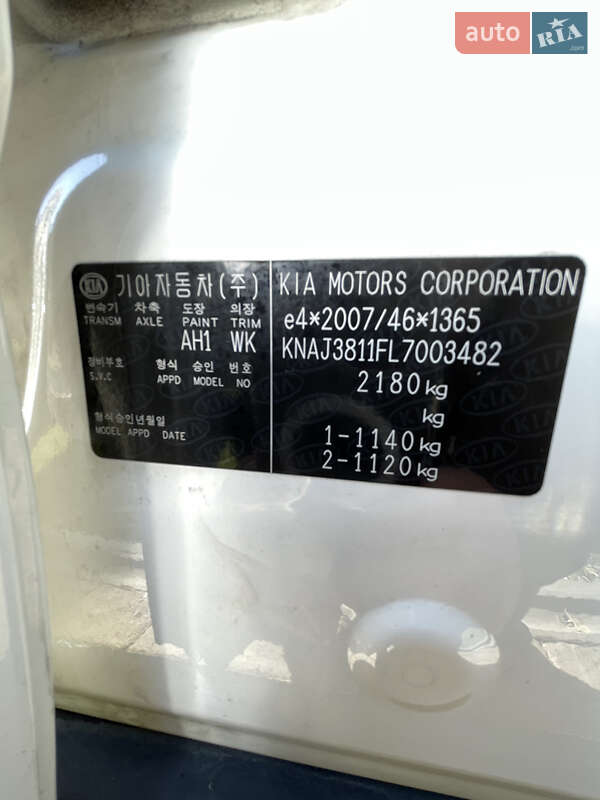 auto RIA .com
KIA 기아자동차(주)
변속기 차축 도장 의장
TRANSM AXLE PAINT TRIM
AH1 WK
장비부호 형식 승인 번호
S.V.C APPD MODEL NO
형식승인년월일
MODEL APPD DATE
KIA MOTORS CORPORATION
e4*2007/46*1365
KNAJ3811FL7003482
2180kg
kg
1-1140kg
2-1120kg